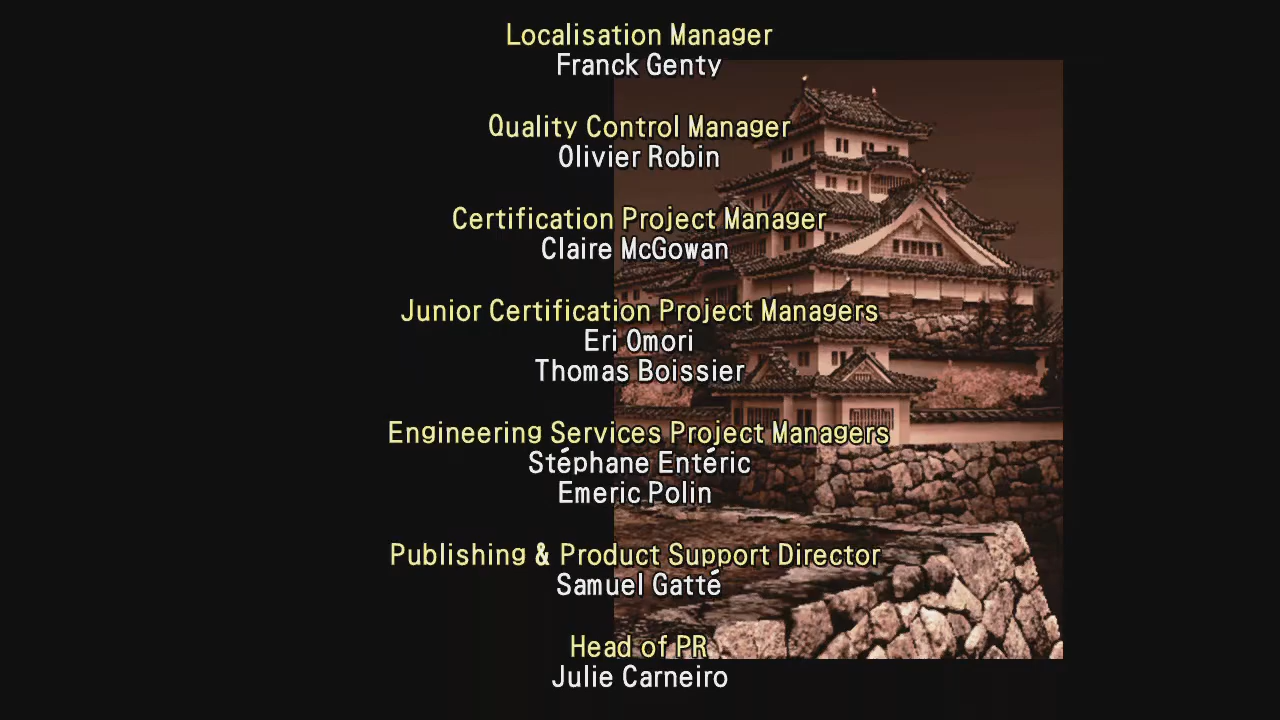 Localisation Manager
Franck Genty
Quality Control Manager
Olivier Robin
Certification Project Manager
Claire McGowan
Junior Certification Project Managers
Eri Omori
Thomas Boissier
Engineering Services Project Managers
Stéphane Entéric
Emeric Polin
Publishing & Product Support Director
Samuel Gatté
Head of PR
Julie Carneiro